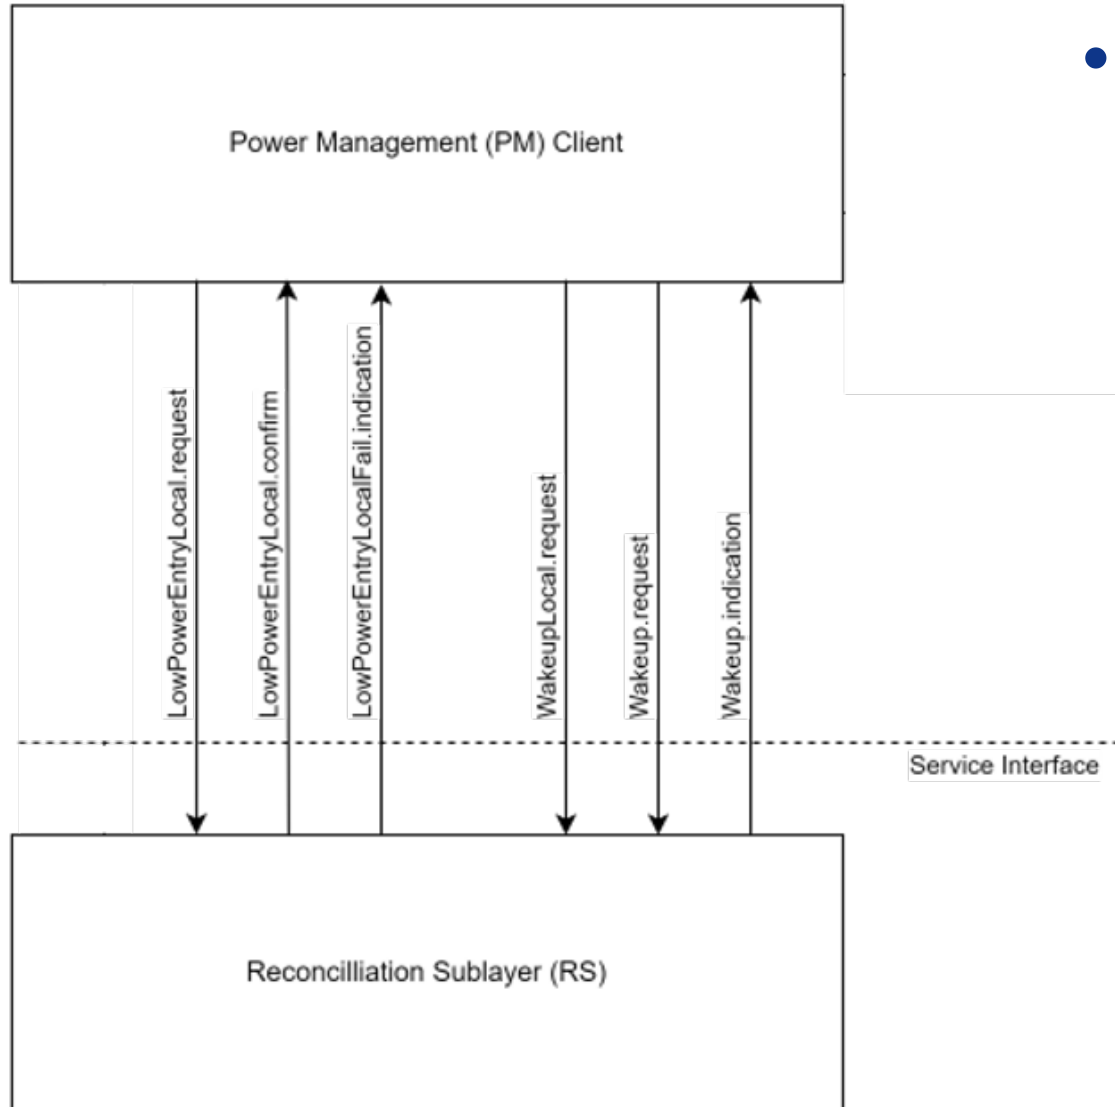 Power Management (PM) Client
LowPowerEntryLocal.request
LowPowerEntryLocal.confirm
LowPowerEntryLocalFail.indication
WakeupLocal.request
Wakeup.request
Wakeup.indication
Service Interface
Reconcilliation Sublayer (RS)